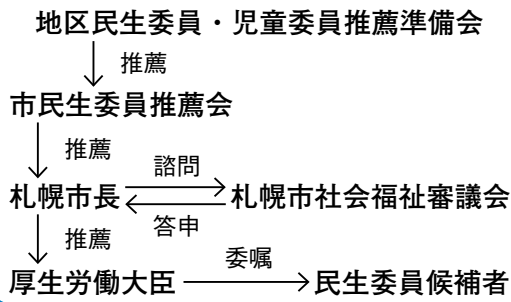 地区民生委員・児童委員推薦準備会
推薦
市民生委員推薦会
推薦
諮問
札幌市長
札幌市社会福祉審議会
答申
推薦
委嘱
厚生労働大臣
民生委員候補者